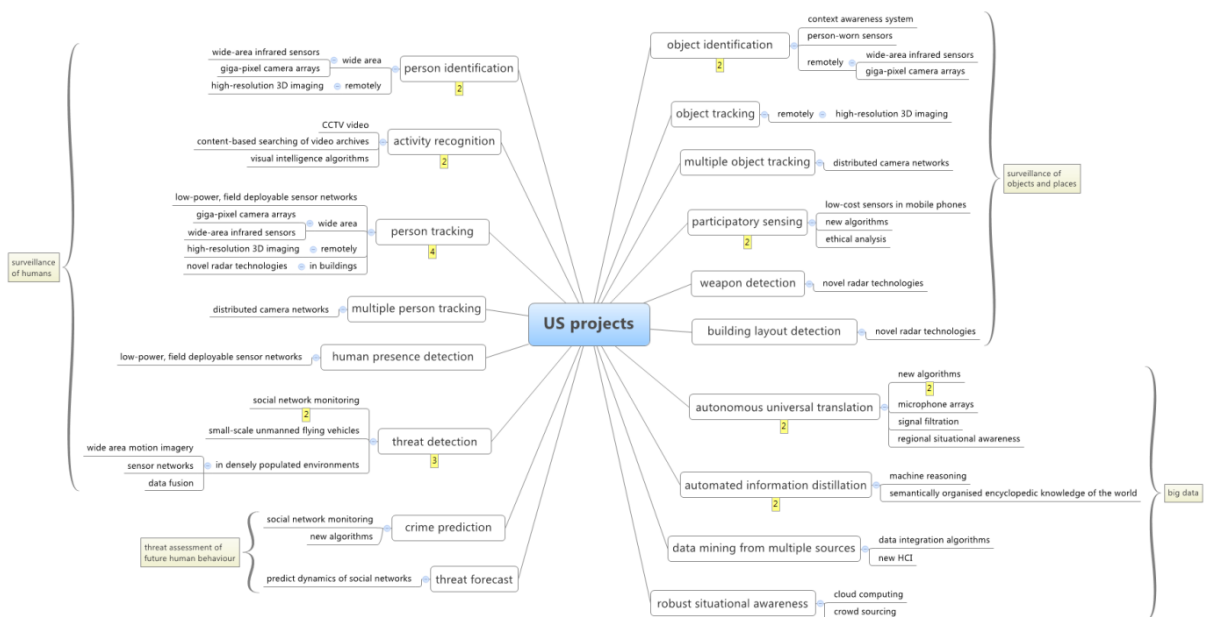 US projects
surveillance
of humans
person identification
2
wide area
wide-area infrared sensors
giga-pixel camera arrays
remotely
high-resolution 3D imaging
activity recognition
2
CCTV video
content-based searching of video archives
visual intelligence algorithms
person tracking
4
low-power, field deployable sensor networks
wide area
giga-pixel camera arrays
wide-area infrared sensors
remotely
high-resolution 3D imaging
in buildings
novel radar technologies
multiple person tracking
distributed camera networks
human presence detection
low-power, field deployable sensor networks
threat detection
3
social network monitoring
2
small-scale unmanned flying vehicles
in densely populated environments
wide area motion imagery
sensor networks
data fusion
threat assessment of
future human behaviour
crime prediction
social network monitoring
new algorithms
threat forecast
predict dynamics of social networks
surveillance of
objects and places
object identification
2
context awareness system
person-worn sensors
remotely
wide-area infrared sensors
giga-pixel camera arrays
object tracking
remotely
high-resolution 3D imaging
multiple object tracking
distributed camera networks
participatory sensing
2
low-cost sensors in mobile phones
new algorithms
ethical analysis
weapon detection
novel radar technologies
building layout detection
novel radar technologies
big data
autonomous universal translation
2
new algorithms
2
microphone arrays
signal filtration
regional situational awareness
automated information distillation
2
machine reasoning
semantically organised encyclopedic knowledge of the world
data mining from multiple sources
data integration algorithms
new HCI
robust situational awareness
cloud computing
crowd sourcing